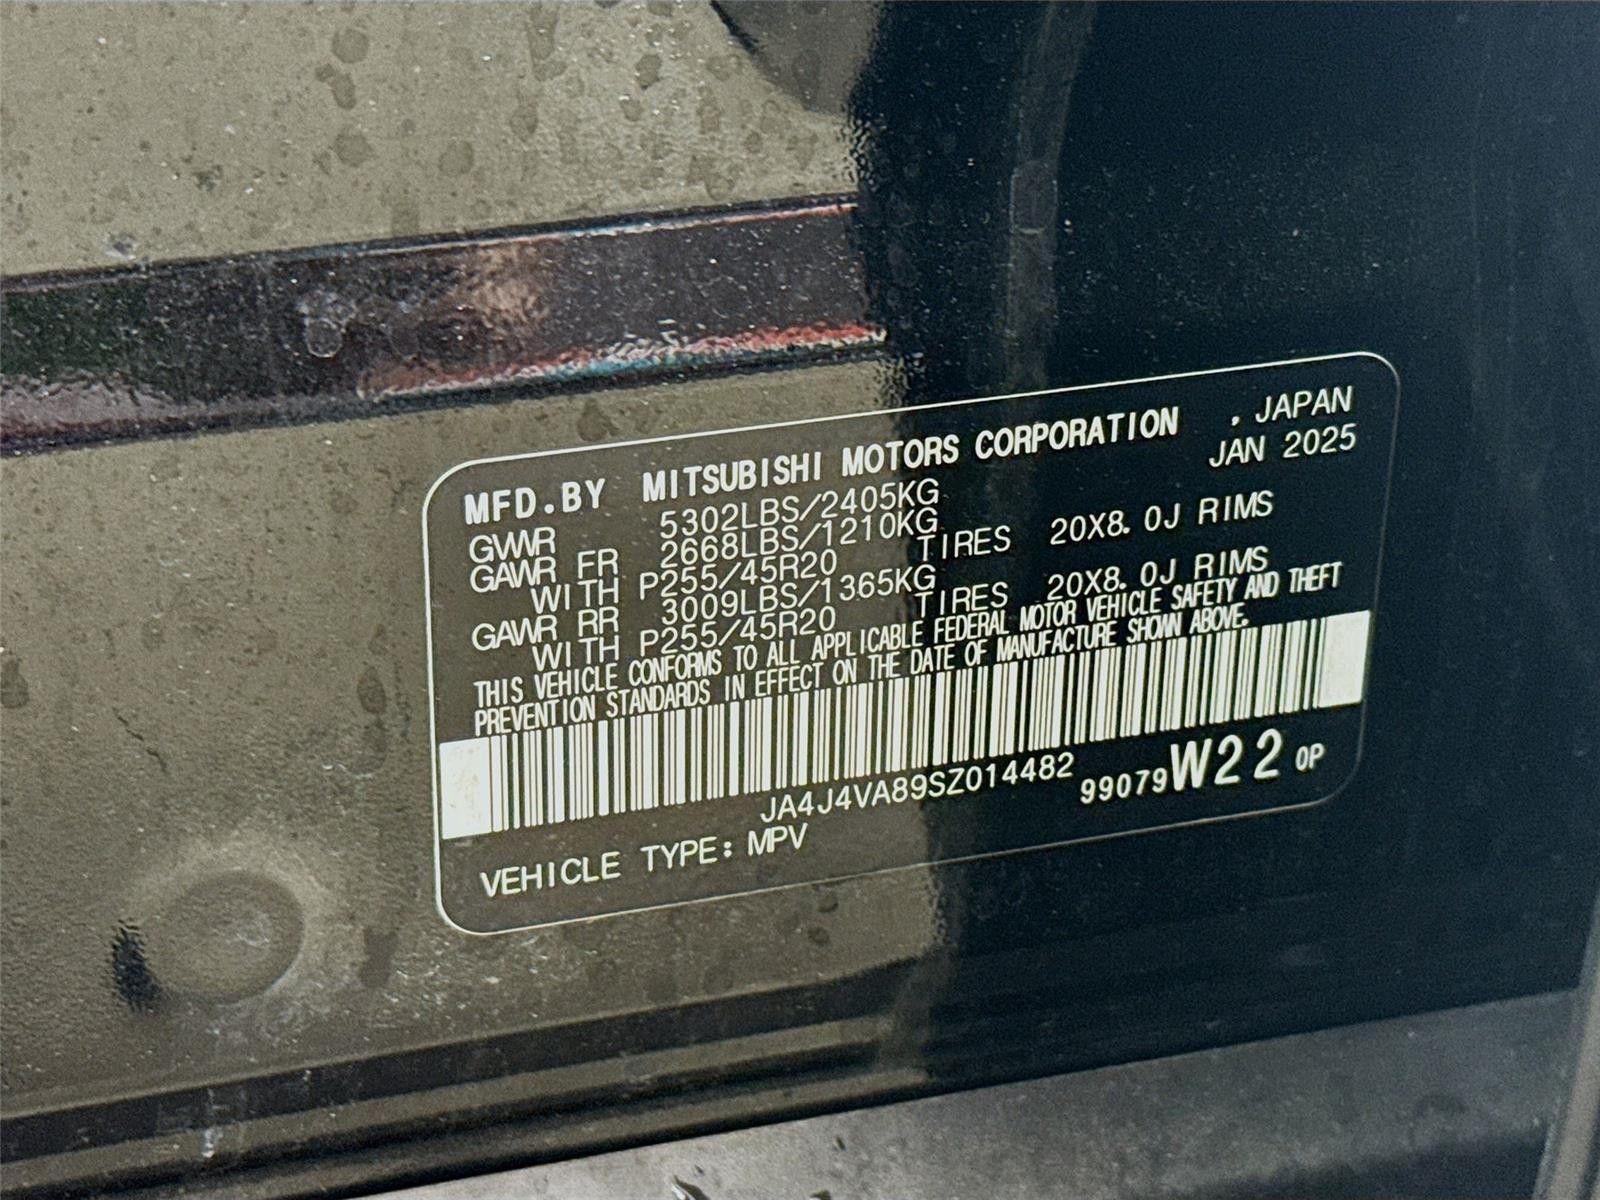 MFD.BY MITSUBISHI MOTORS CORPORATION , JAPAN
JAN 2025
GVWR 5302LBS/2405KG
GAWR FR 2668LBS/1210KG
WITH P255/45R20 TIRES 20X8.0J RIMS
GAWR RR 3009LBS/1365KG
WITH P255/45R20 TIRES 20X8.0J RIMS
THIS VEHICLE CONFORMS TO ALL APPLICABLE FEDERAL MOTOR VEHICLE SAFETY AND THEFT
PREVENTION STANDARDS IN EFFECT ON THE DATE OF MANUFACTURE SHOWN ABOVE.
JA4J4VA89SZ014482 99079W22 0P
VEHICLE TYPE: MPV